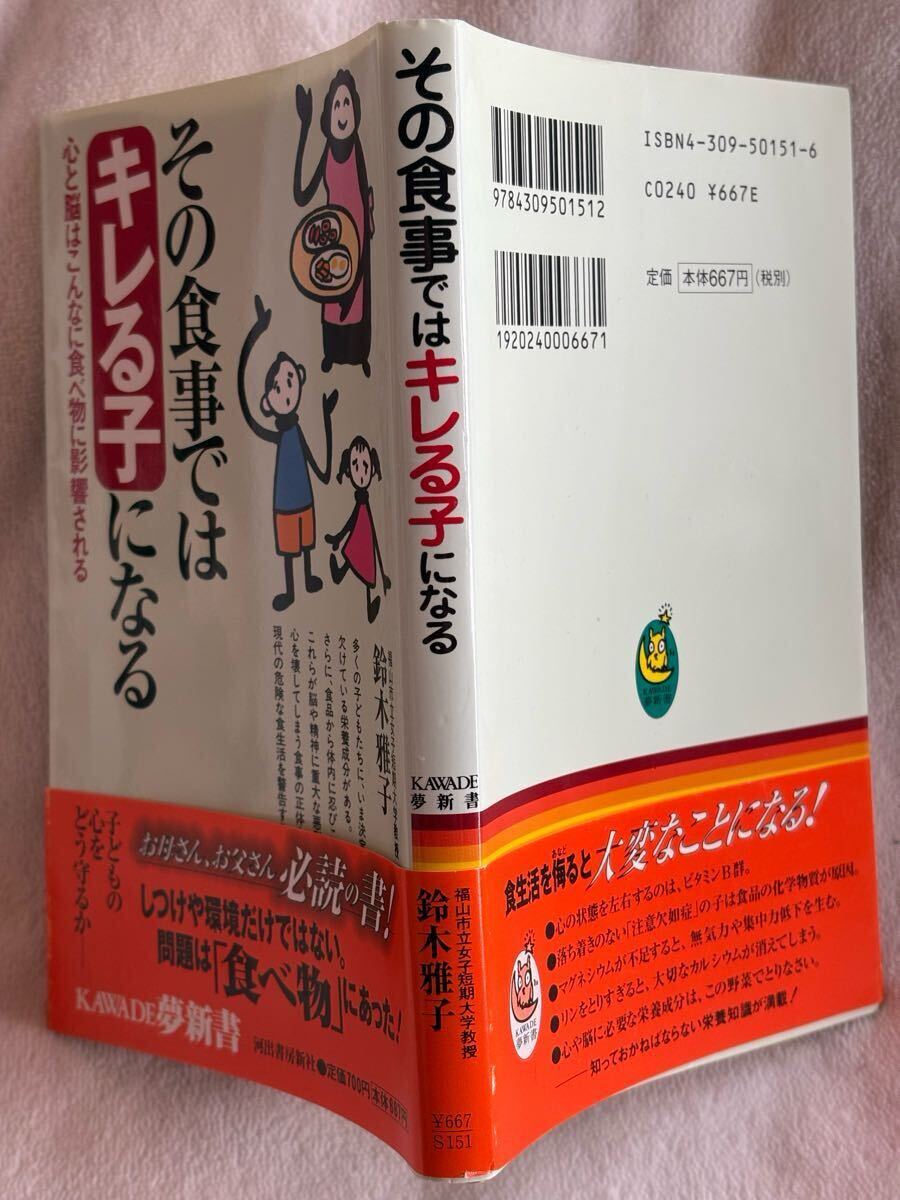 その食事では
キレる子になる
心と脳はこんなに食べ物に影響される
福山市立女子短期大学教授
鈴木雅子
多くの子どもたちに、いま決定
欠けている栄養成分がある。
さらに、食品から体内に忍びこ
これらが脳や精神に重大な悪
心を壊してしまう食事の正体
現代の危険な食生活を警告す
子どもの
心を
どう守るか──
お母さん、お父さん必読の書!
しつけや環境だけではない。
問題は「食べ物」にあった!
KAWADE夢新書
河出書房新社●定価700円 本体667円
その食事ではキレる子になる
KAWADE
夢新書
福山市立女子短期大学教授
鈴木雅子
¥667
S151
9784309501512
ISBN4-309-50151-6
C0240 ¥667E
定価 本体667円(税別)
1920240006671
KAWADE
夢新書
食生活を侮ると大変なことになる!
あなど
●心の状態を左右するのは、ビタミンB群。
●落ち着きのない「注意欠如症」の子は食品の化学物質が原因。
●マグネシウムが不足すると、無気力や集中力低下を生む。
●リンをとりすぎると、大切なカルシウムが消えてしまう。
●心や脳に必要な栄養成分は、この野菜でとりなさい。
──知っておかねばならない栄養知識が満載!
KAWADE
夢新書